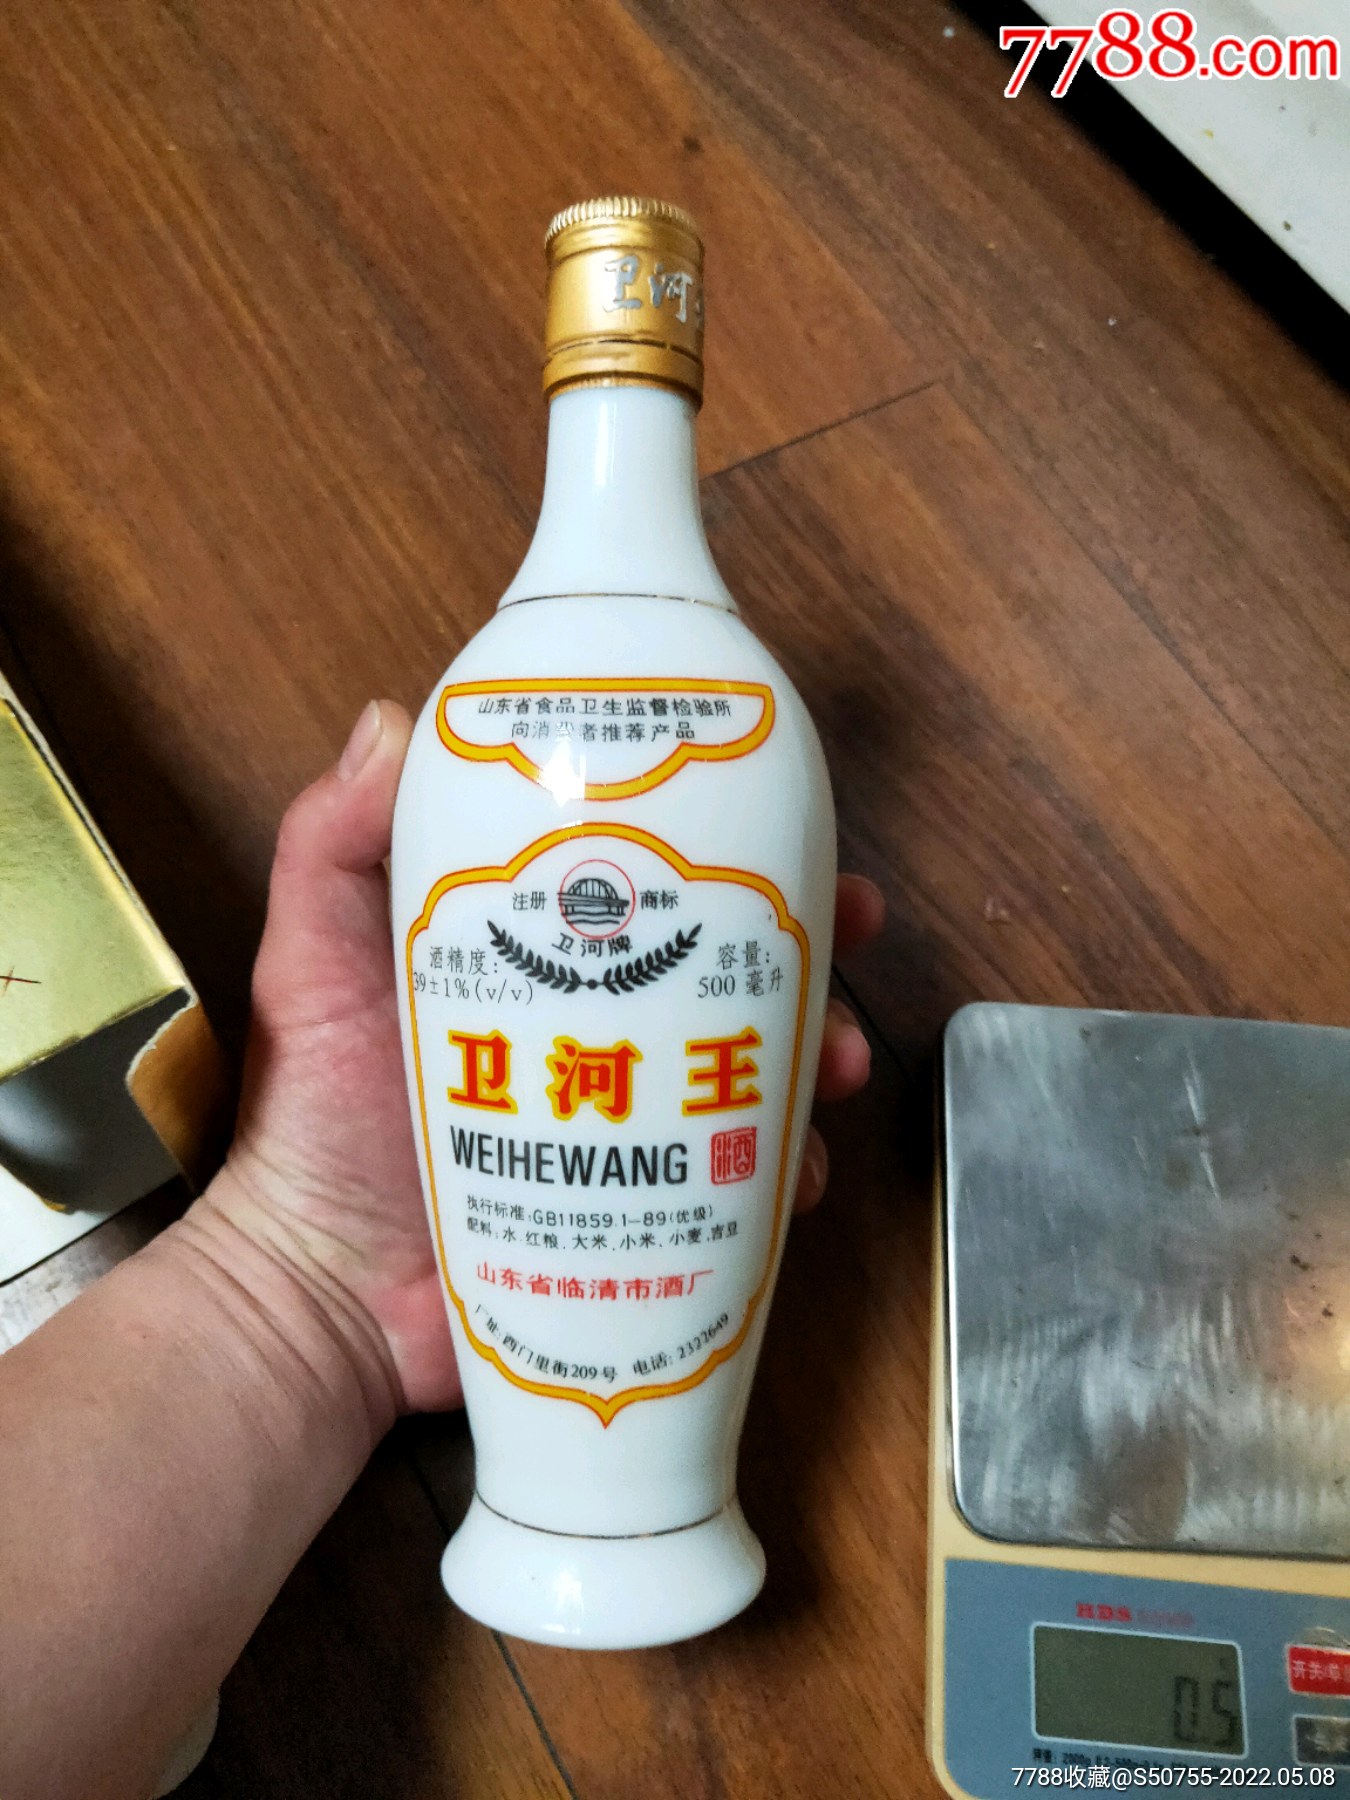 7788.com
卫河
山东省食品卫生监督检验所
向消费者推荐产品
注册 商标
卫河牌
酒精度: 容量:
39±1%(v/v) 500 毫升
卫河王
WEIHEWANG 酒
执行标准:GB11859.1-89(优级)
配料:水.红粮.大米.小米.小麦.吉豆
山东省临清市酒厂
厂址:西门里街209号 电话:2322649
HDS
0.5
7788收藏@S50755-2022.05.08